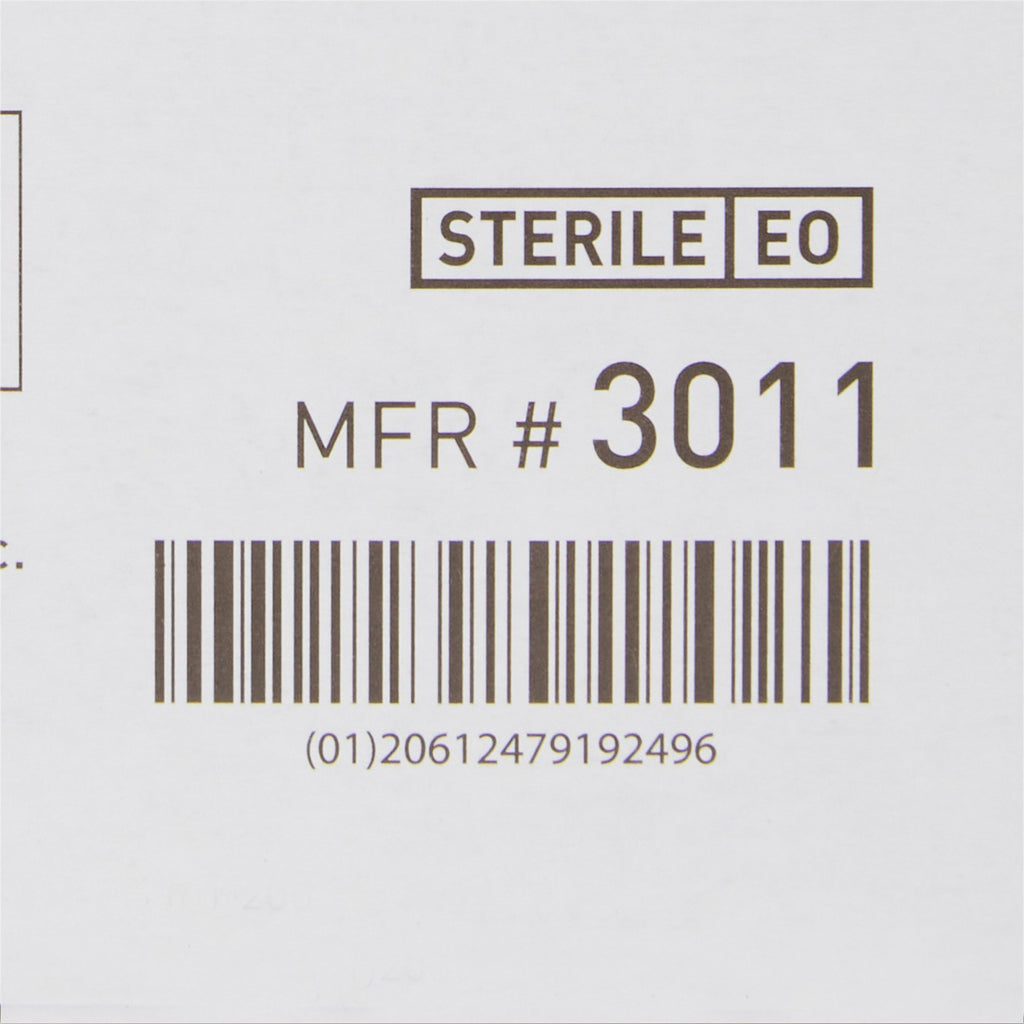 STERILE EO
MFR # 3011
c.
(01)20612479192496